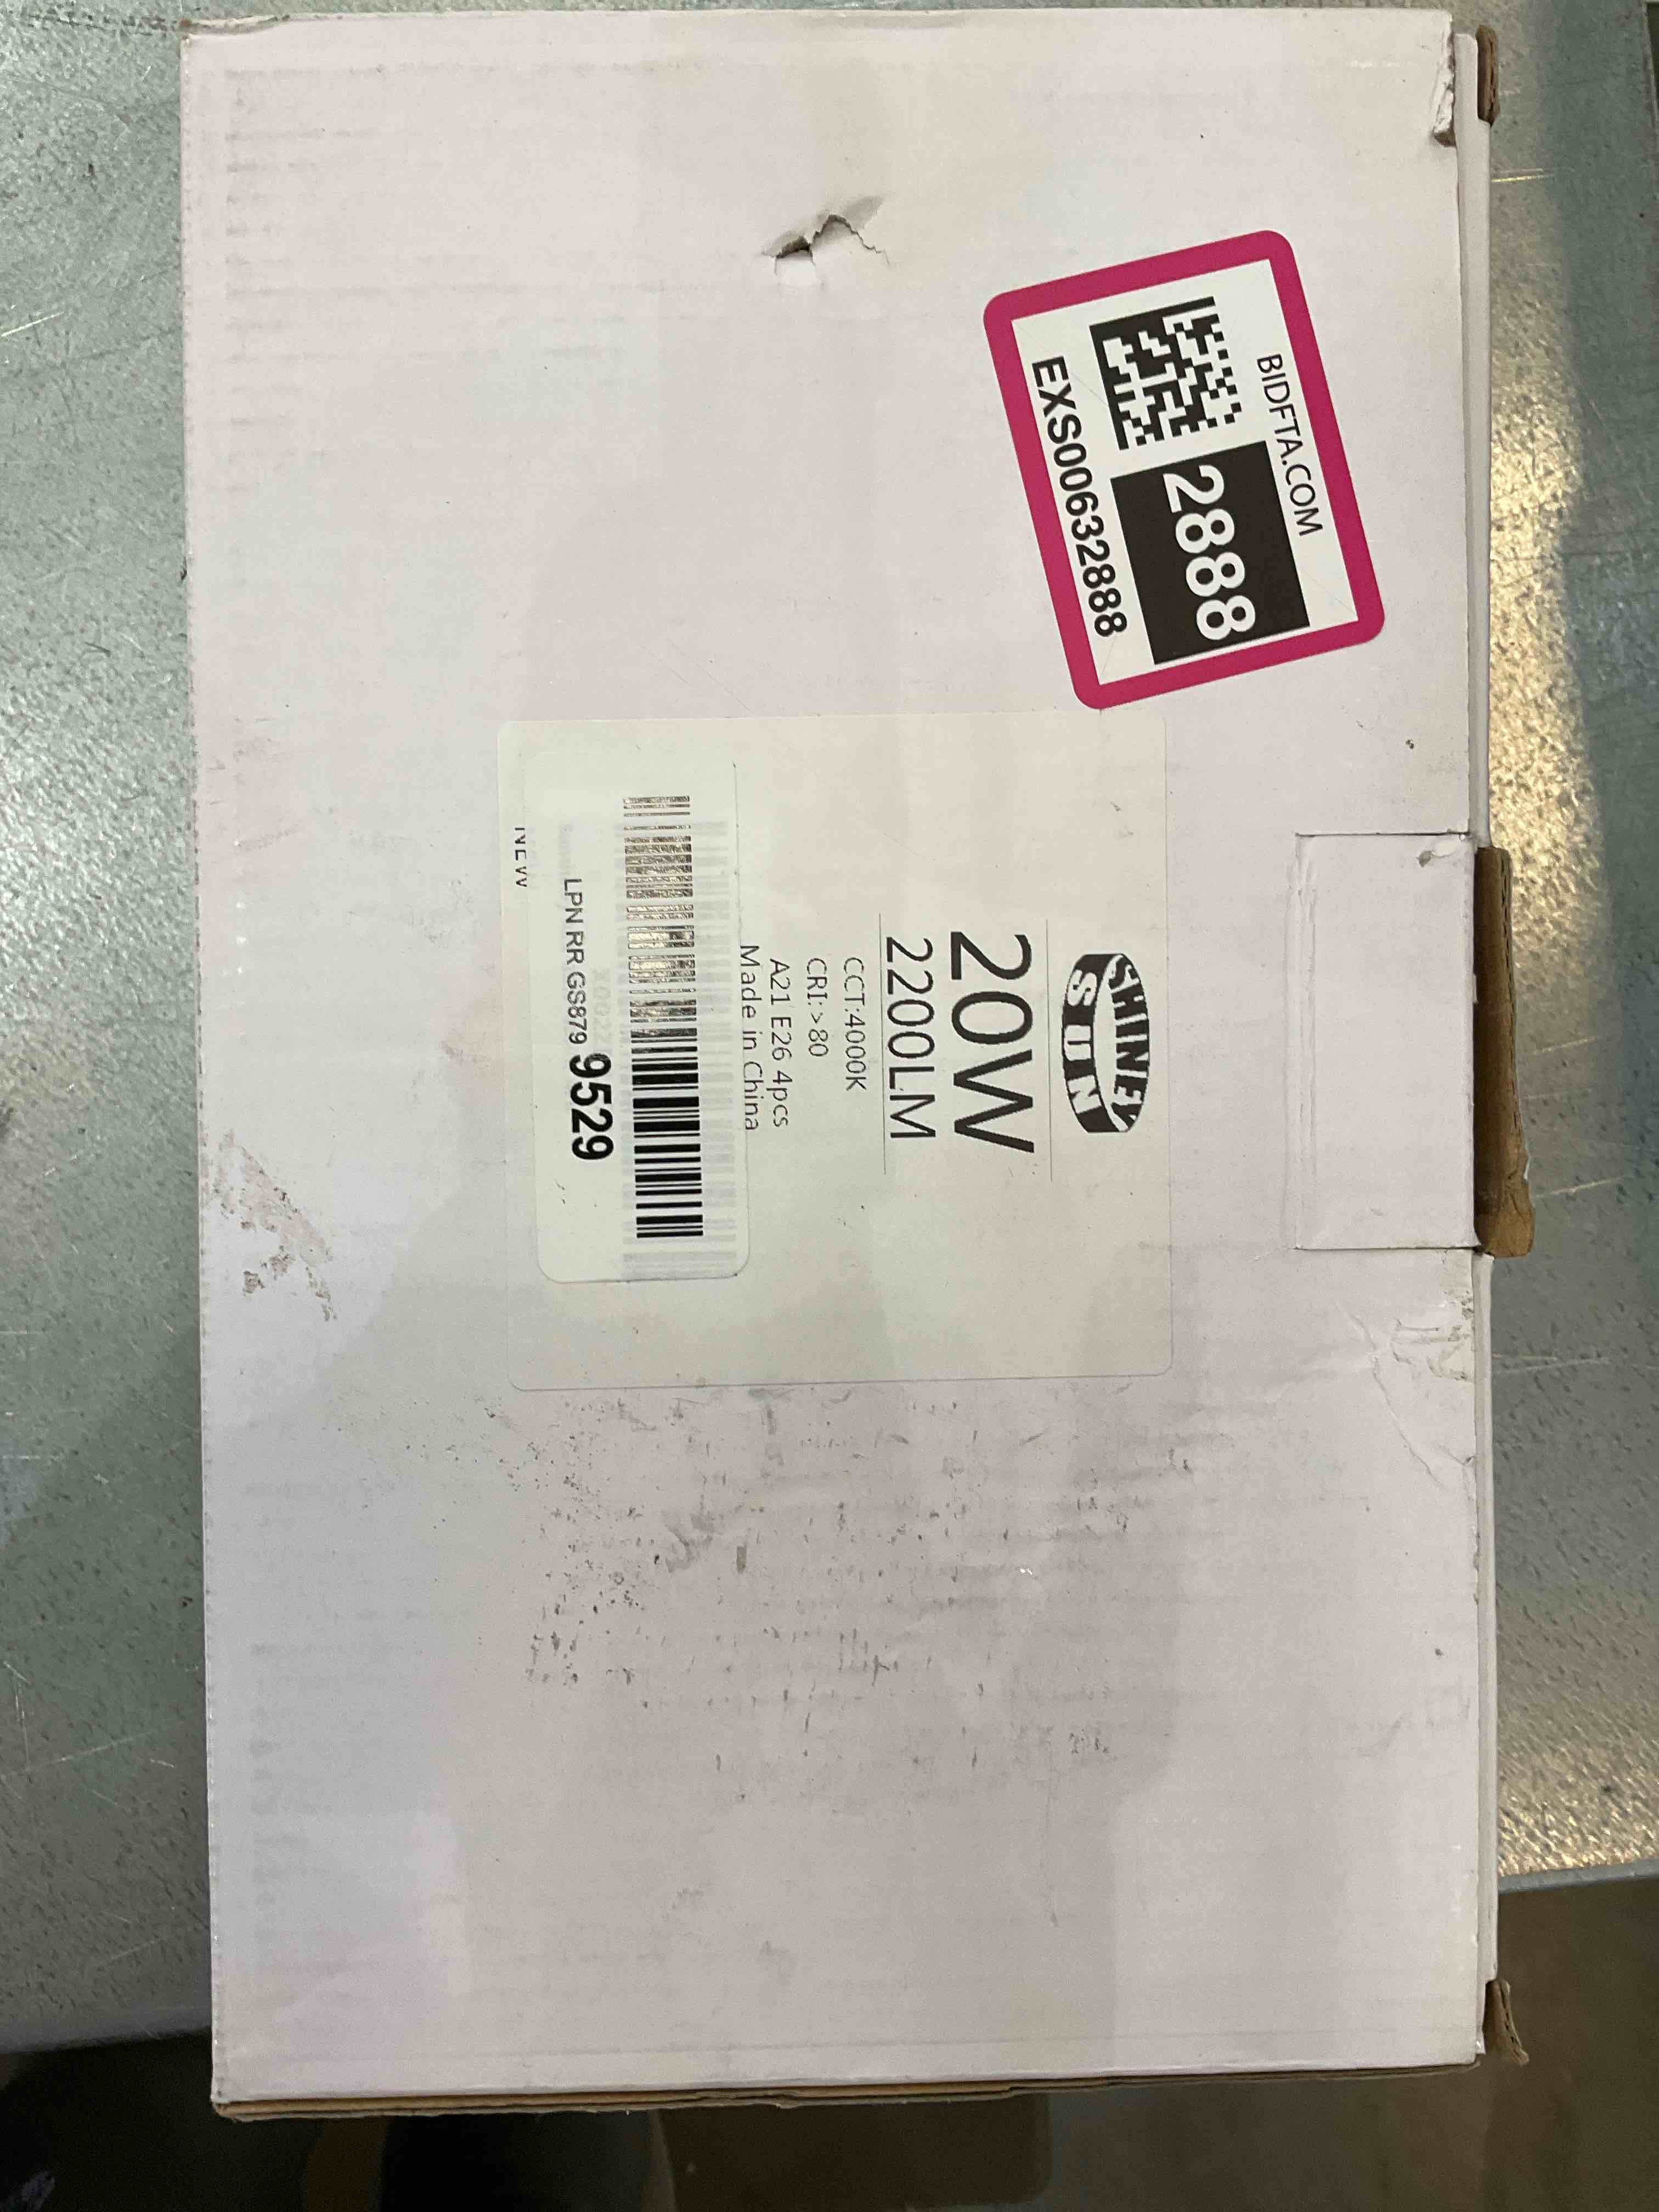 BIDFTA.COM
2888
EXS00632888
SHINEY
SUN
20W
2200LM
CCT:4000K
CRI:>80
A21 E26 4pcs
Made in China
LPN RR GS879 9529